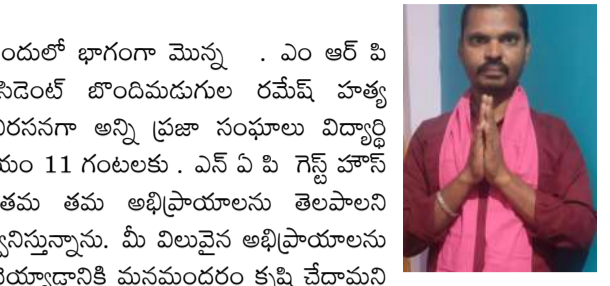 ందులో భాగంగా మొన్న . ఎం ఆర్ పి
సిడెంట్ బొందిమడుగుల రమేష్ హత్య
విరసనగా అన్ని ప్రజా సంఘాలు విద్యార్థి
యం 11 గంటలకు . ఎన్ ఏ పి గెస్ట్ హౌస్
తమ తమ అభిప్రాయాలను తెలపాలని
్వనిస్తున్నాను. మీ విలువైన అభిప్రాయాలను
చెయ్యాడానికి మనమందరం కృషి చేద్దామని